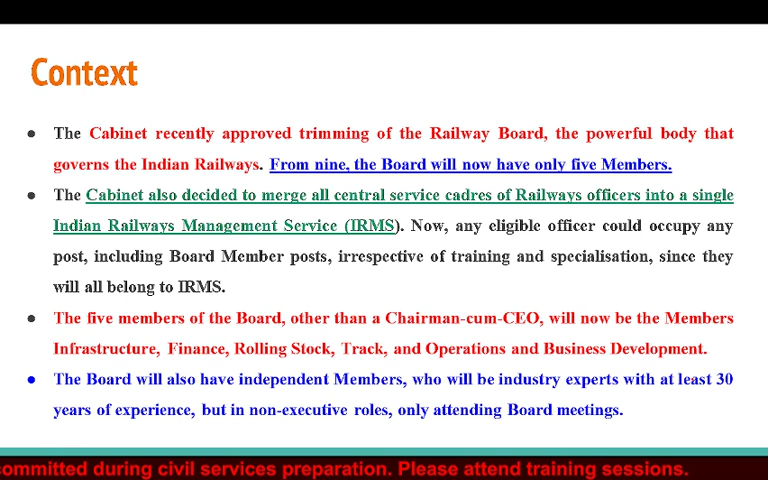 Context
● The Cabinet recently approved trimming of the Railway Board, the powerful body that
governs the Indian Railways. From nine, the Board will now have only five Members.
● The Cabinet also decided to merge all central service cadres of Railways officers into a single
Indian Railways Management Service (IRMS). Now, any eligible officer could occupy any
post, including Board Member posts, irrespective of training and specialisation, since they
will all belong to IRMS.
● The five members of the Board, other than a Chairman-cum-CEO, will now be the Members
Infrastructure, Finance, Rolling Stock, Track, and Operations and Business Development.
● The Board will also have independent Members, who will be industry experts with at least 30
years of experience, but in non-executive roles, only attending Board meetings.
ommitted during civil services preparation. Please attend training sessions.